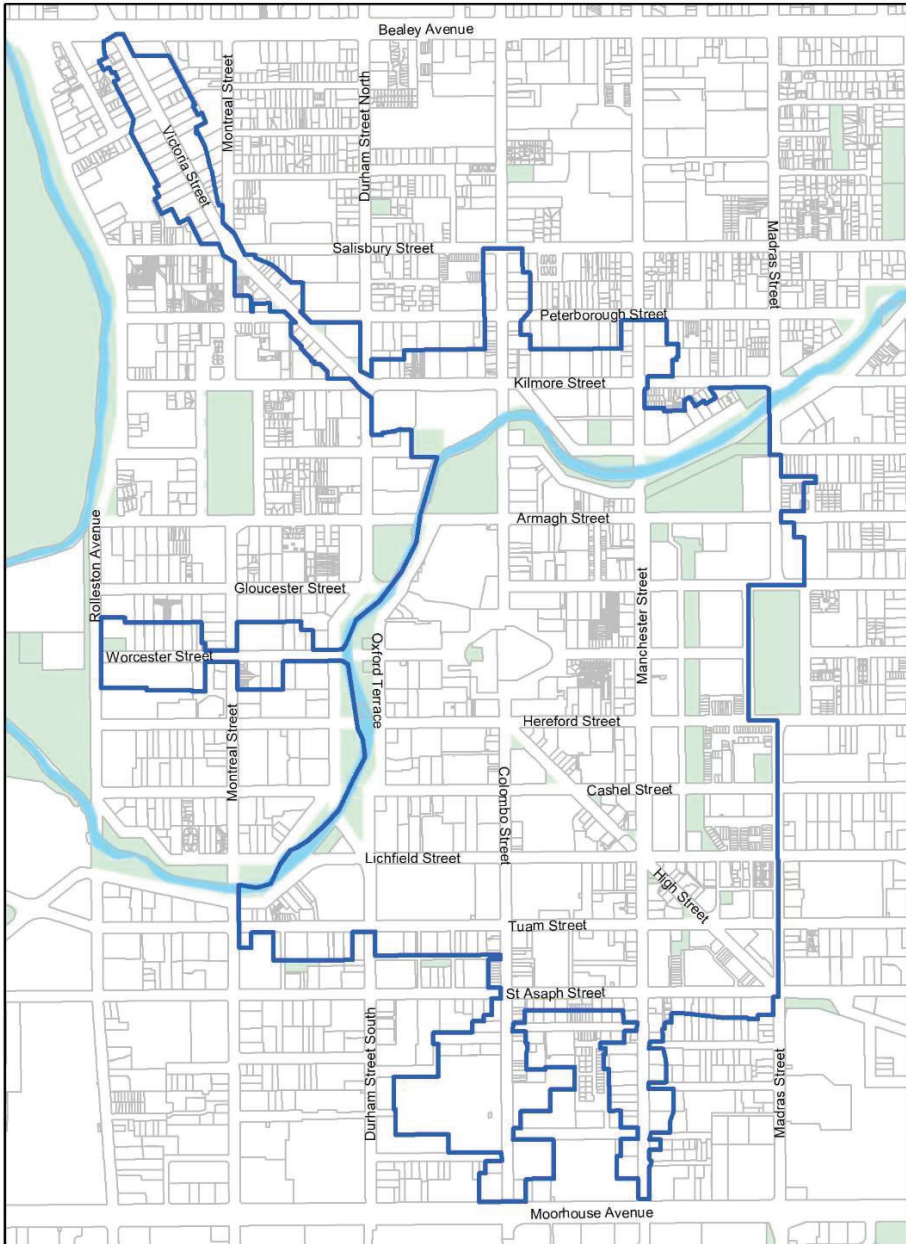 Bealey Avenue
Montreal Street
Durham Street North
Victoria Street
Salisbury Street
Madras Street
Peterborough Street
Kilmore Street
Armagh Street
Rolleston Avenue
Gloucester Street
Manchester Street
Worcester Street
Oxford Terrace
Montreal Street
Hereford Street
Colombo Street
Cashel Street
Lichfield Street
High Street
Tuam Street
St Asaph Street
Durham Street South
Madras Street
Moorhouse Avenue